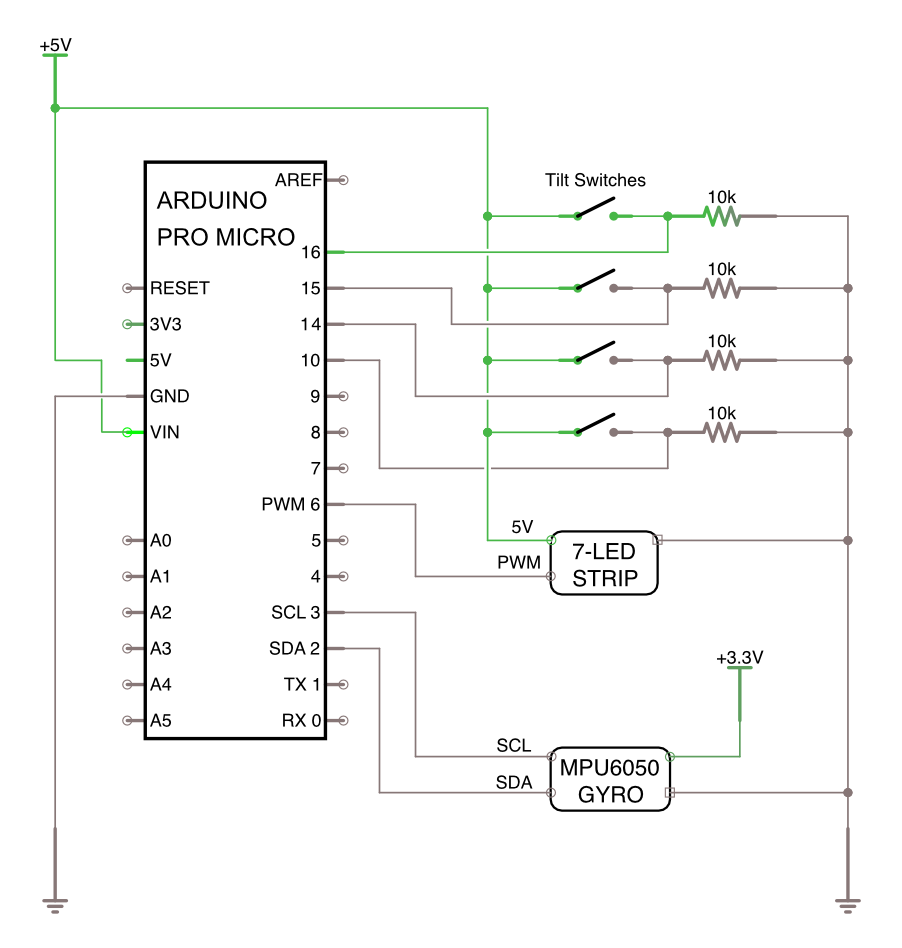 +5V
ARDUINO
PRO MICRO
AREF
16
15
14
10
9
8
7
PWM 6
5
4
SCL 3
SDA 2
TX 1
RX 0
RESET
3V3
5V
GND
VIN
A0
A1
A2
A3
A4
A5
Tilt Switches
10k
10k
10k
10k
5V
PWM
7-LED
STRIP
+3.3V
SCL
SDA
MPU6050
GYRO